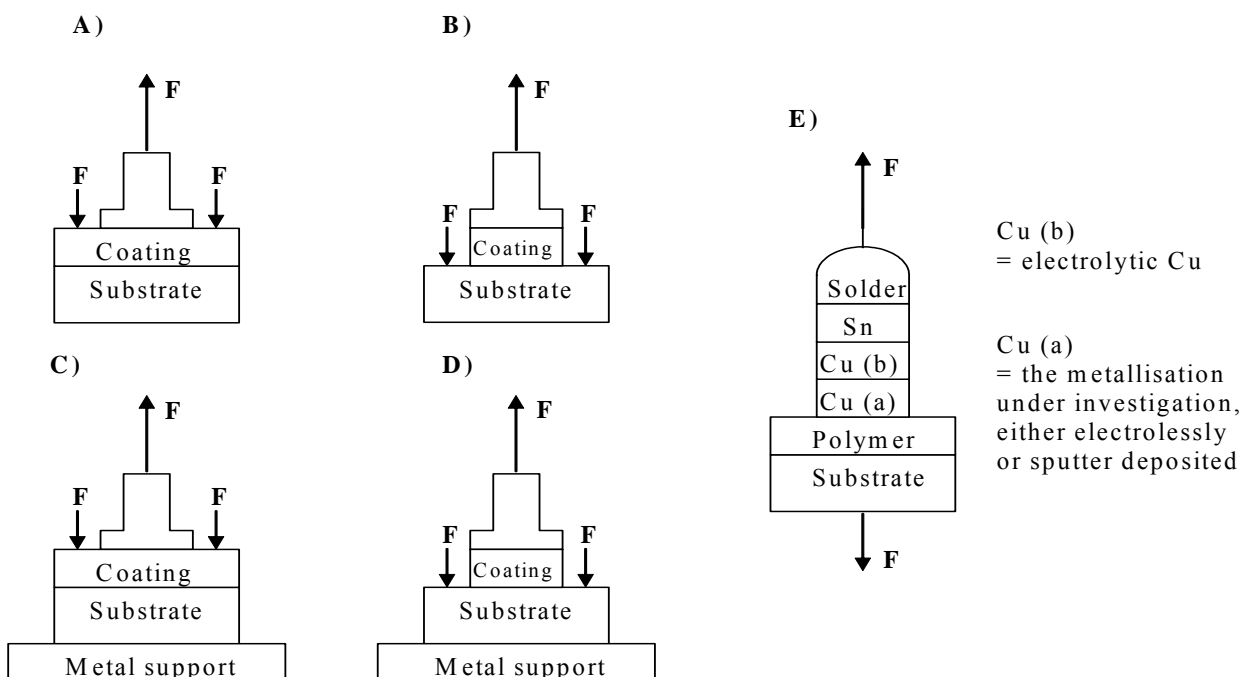 A)
F
F
F
Coating
Substrate
B)
F
F
F
Coating
Substrate
C)
F
F
F
Coating
Substrate
Metal support
D)
F
F
F
Coating
Substrate
Metal support
E)
F
Solder
Sn
Cu (b)
Cu (a)
Polymer
Substrate
F
Cu (b)
= electrolytic Cu
Cu (a)
= the metallisation
under investigation,
either electrolessly
or sputter deposited